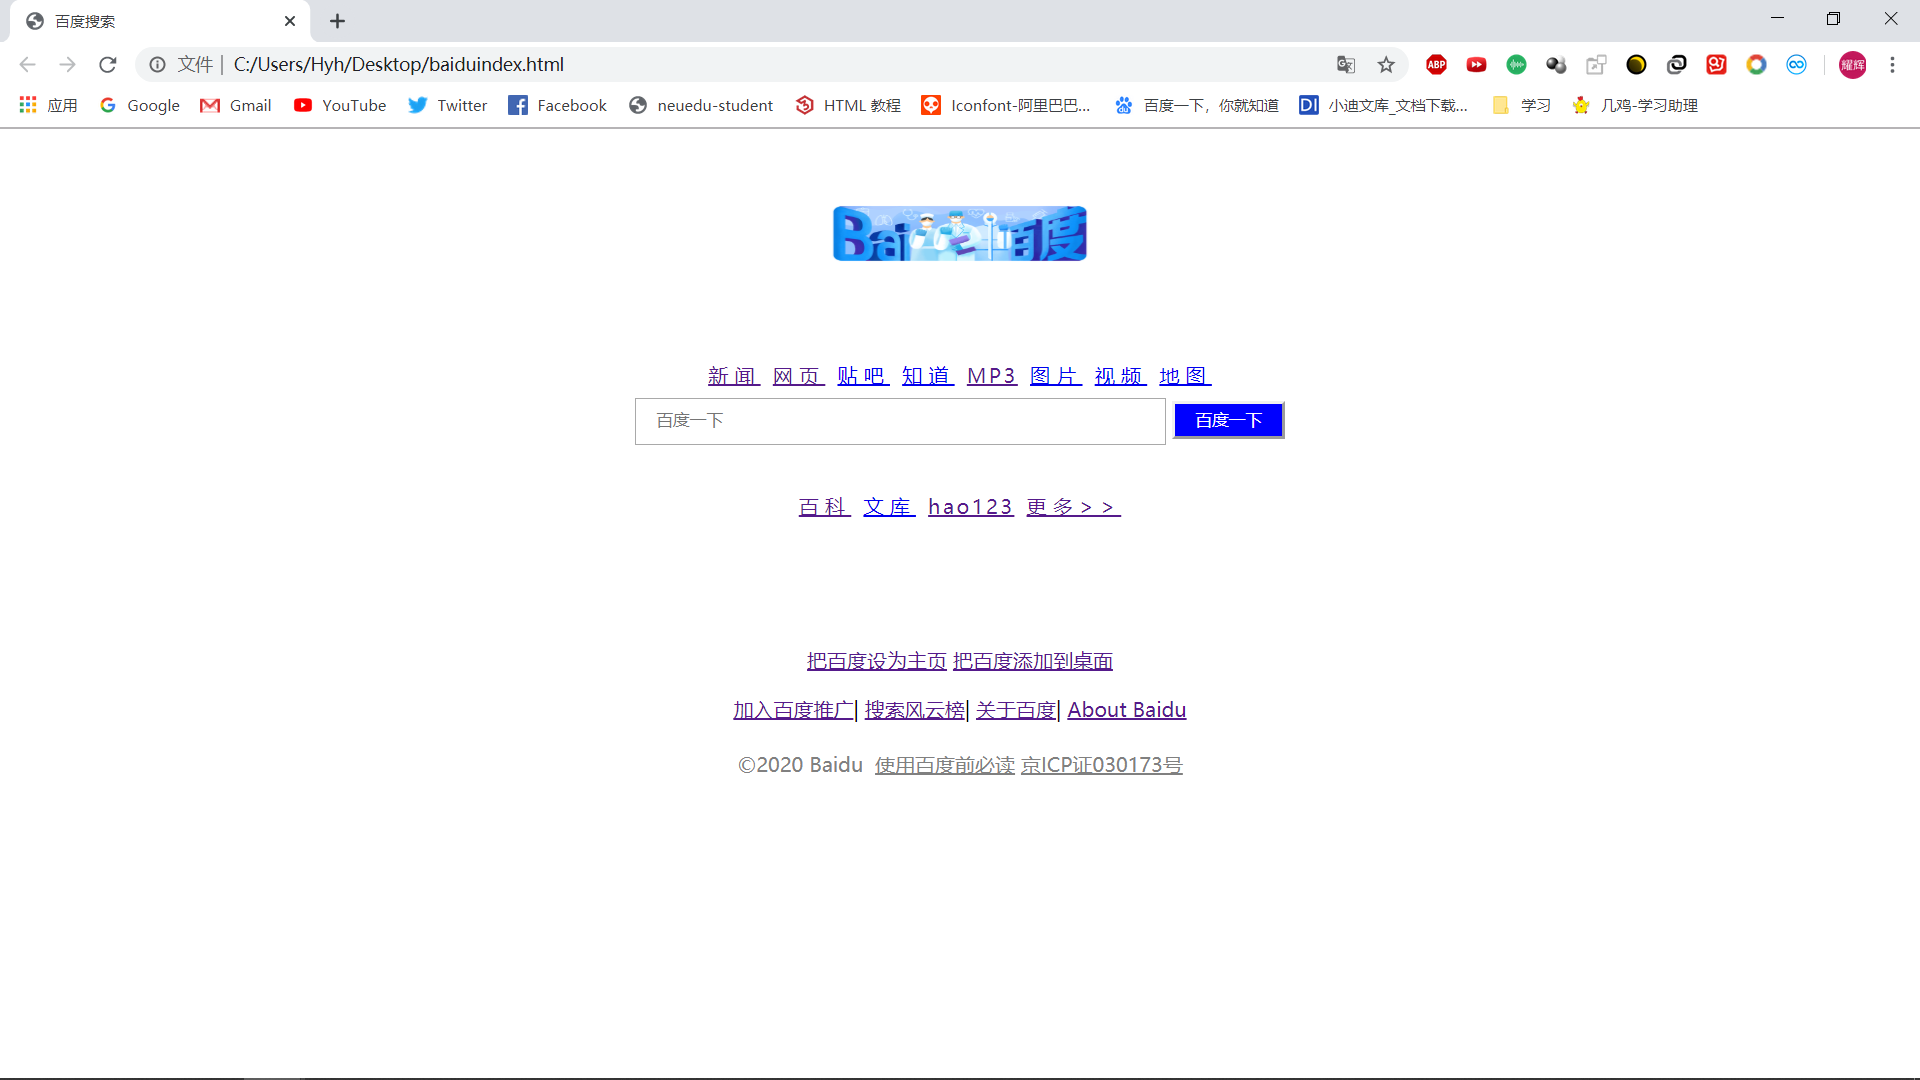 百度搜索
文件 | C:/Users/Hyh/Desktop/baiduindex.html
ABP
耀辉
应用 Google Gmail YouTube Twitter Facebook neuedu-student HTML 教程 Iconfont-阿里巴巴... 百度一下，你就知道 DI 小迪文库_文档下载... 学习 几鸡-学习助理
Bai 百度
新闻 网页 贴吧 知道 MP3 图片 视频 地图
百度一下 百度一下
百科 文库 hao123 更多>>
把百度设为主页 把百度添加到桌面
加入百度推广| 搜索风云榜| 关于百度| About Baidu
©2020 Baidu 使用百度前必读 京ICP证030173号